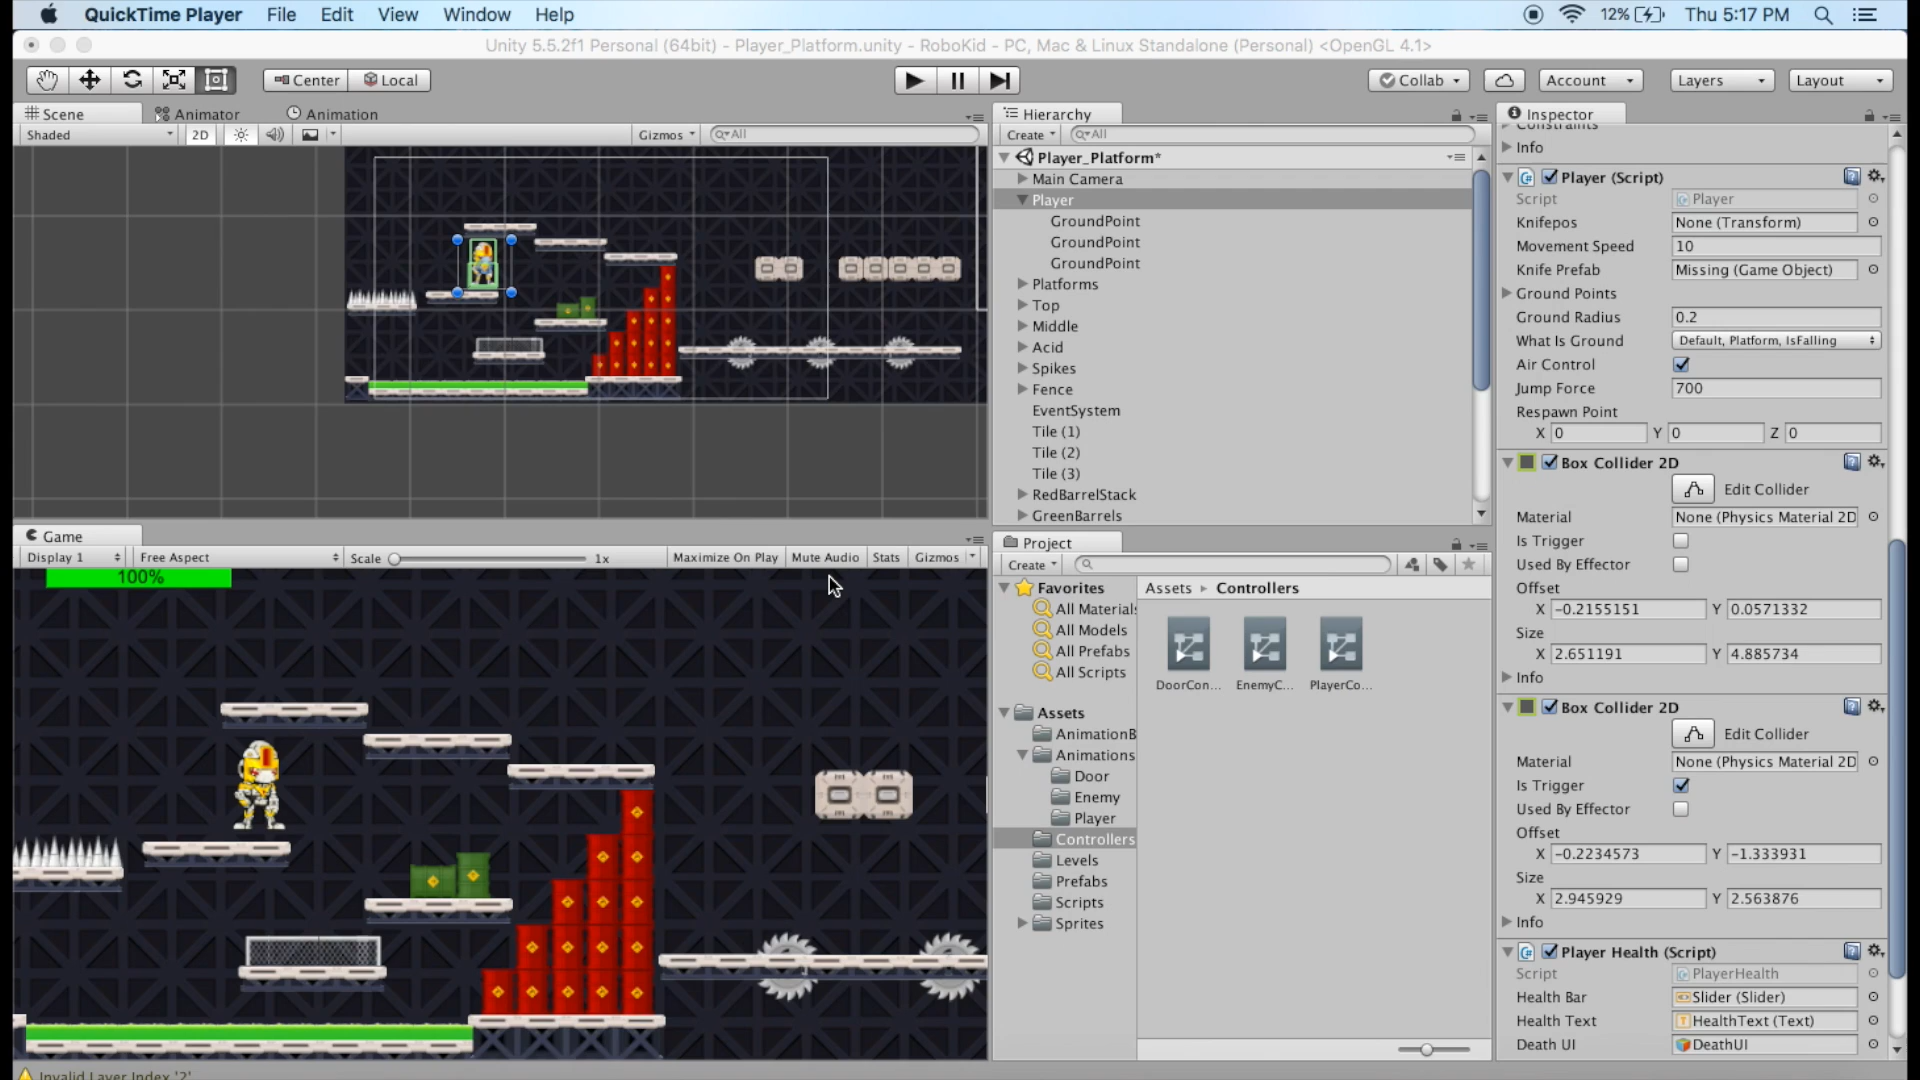 QuickTime Player File Edit View Window Help 12% Thu 5:17 PM
Unity 5.5.2f1 Personal (64bit) - Player_Platform.unity - RoboKid - PC, Mac & Linux Standalone (Personal) <OpenGL 4.1>
Center Local Collab Account Layers Layout
Scene Animator Animation
Shaded 2D Gizmos All
Hierarchy
Create All
Player_Platform*
Main Camera
Player
GroundPoint
GroundPoint
GroundPoint
Platforms
Top
Middle
Acid
Spikes
Fence
EventSystem
Tile (1)
Tile (2)
Tile (3)
RedBarrelStack
GreenBarrels
Inspector
Constraints
Info
Player (Script)
Script Player
Knifepos None (Transform)
Movement Speed 10
Knife Prefab Missing (Game Object)
Ground Points
Ground Radius 0.2
What Is Ground Default, Platform, IsFalling
Air Control
Jump Force 700
Respawn Point
X 0 Y 0 Z 0
Box Collider 2D
Edit Collider
Material None (Physics Material 2D
Is Trigger
Used By Effector
Offset
X -0.2155151 Y 0.0571332
Size
X 2.651191 Y 4.885734
Info
Box Collider 2D
Edit Collider
Material None (Physics Material 2D
Is Trigger
Used By Effector
Offset
X -0.2234573 Y -1.333931
Size
X 2.945929 Y 2.563876
Info
Player Health (Script)
Script PlayerHealth
Health Bar Slider (Slider)
Health Text HealthText (Text)
Death UI DeathUI
Game
Display 1 Free Aspect Scale 1x Maximize On Play Mute Audio Stats Gizmos
100%
Project
Create
Favorites
All Materials
All Models
All Prefabs
All Scripts
Assets
AnimationB
Animations
Door
Enemy
Player
Controllers
Levels
Prefabs
Scripts
Sprites
Assets Controllers
DoorCon... EnemyC... PlayerCo...
Invalid Layer Index '2'